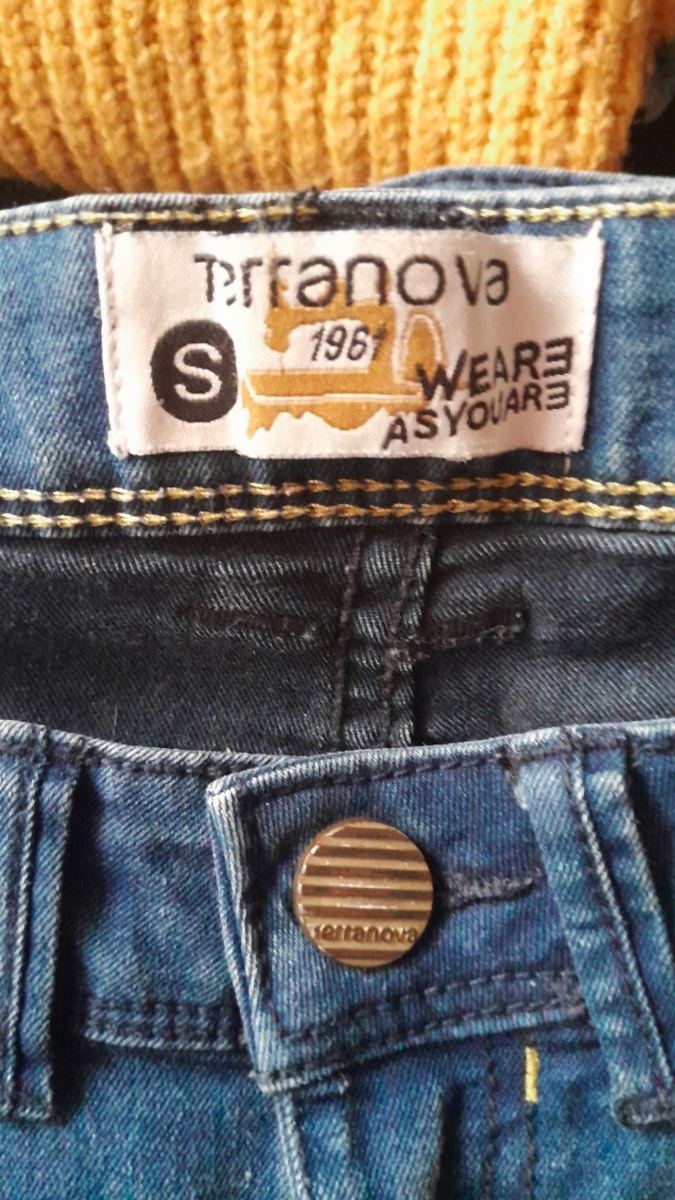 Terranova
S
1961
WEARE
ASYOUARE
terranova